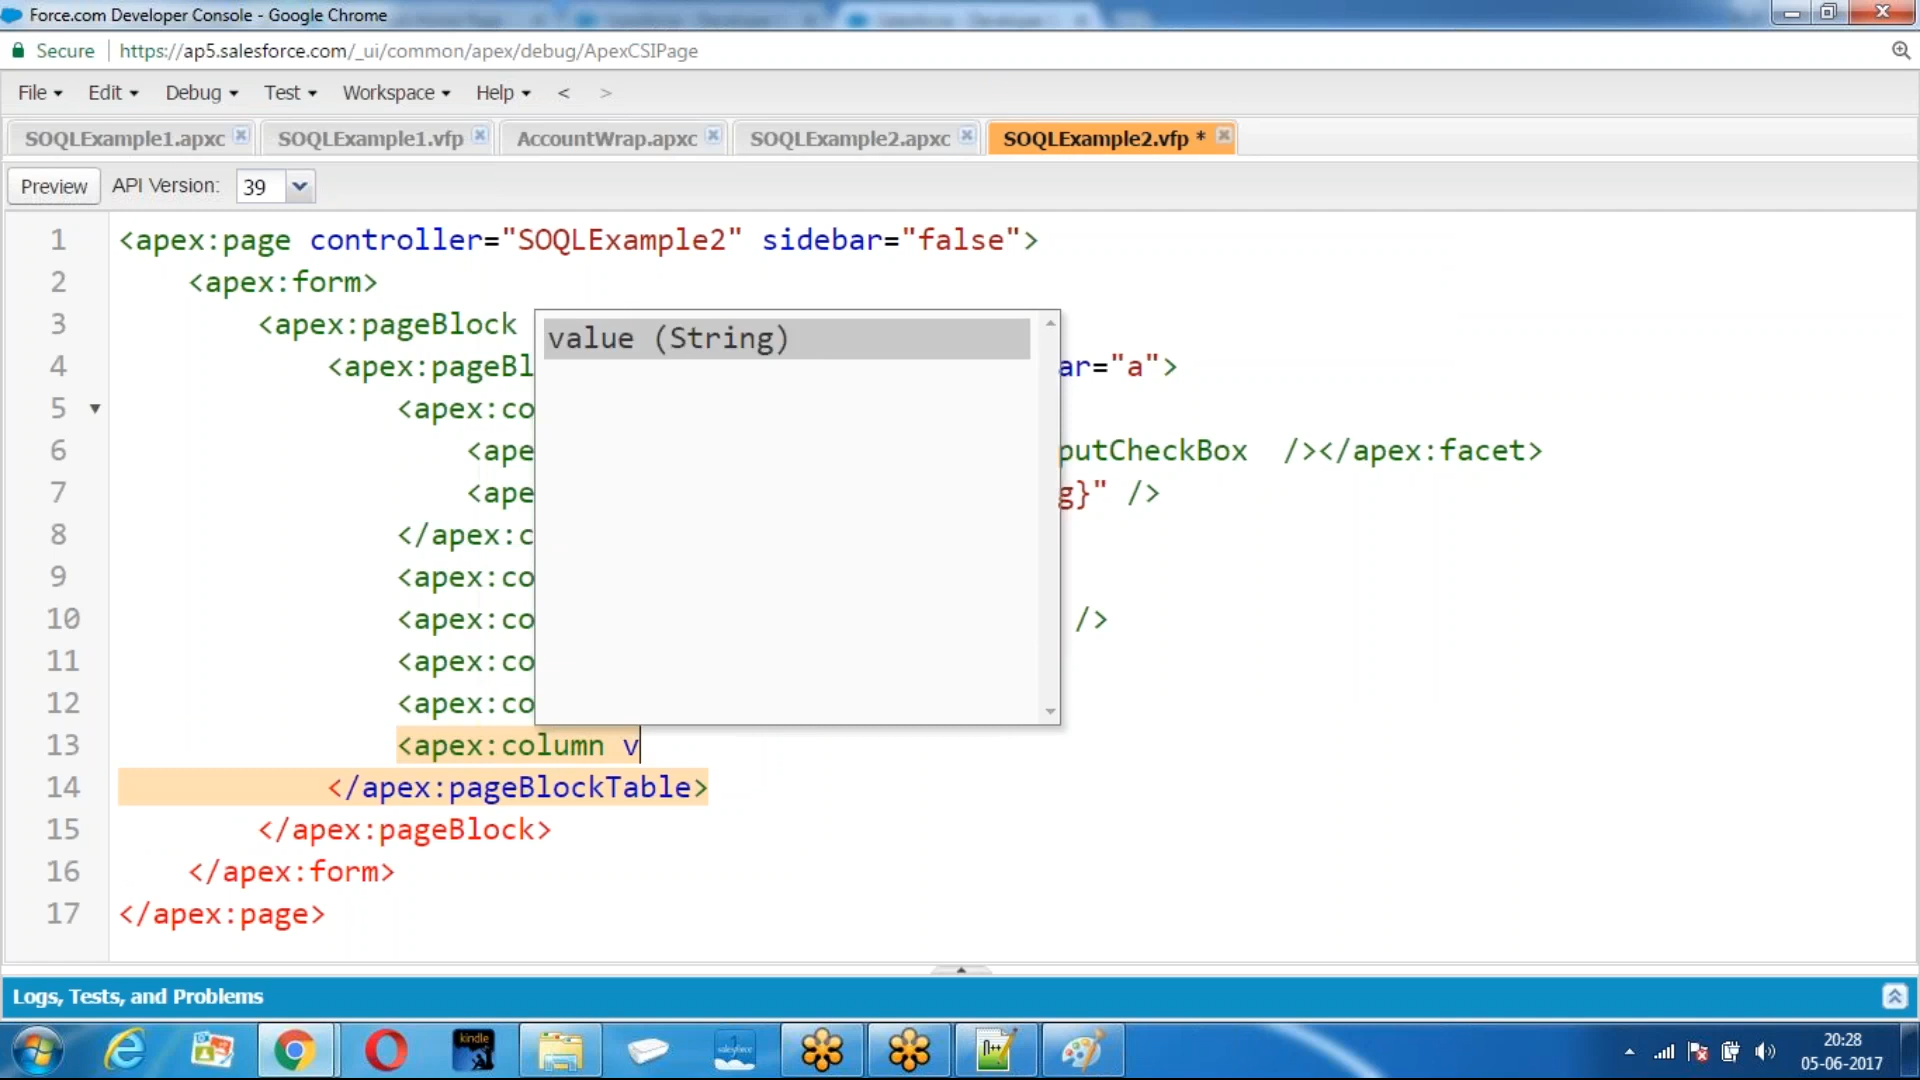 Force.com Developer Console - Google Chrome
Secure https://ap5.salesforce.com/_ui/common/apex/debug/ApexCSIPage
File Edit Debug Test Workspace Help < >
SOQLExample1.apxc SOQLExample1.vfp AccountWrap.apxc SOQLExample2.apxc SOQLExample2.vfp *
Preview API Version: 39
1 <apex:page controller="SOQLExample2" sidebar="false">
2 <apex:form>
3 <apex:pageBlock
value (String)
4 <apex:pageBl ar="a">
5 <apex:co
6 <ape putCheckBox /></apex:facet>
7 <ape g}" />
8 </apex:c
9 <apex:co
10 <apex:co />
11 <apex:co
12 <apex:co
13 <apex:column v
14 </apex:pageBlockTable>
15 </apex:pageBlock>
16 </apex:form>
17 </apex:page>
Logs, Tests, and Problems
kindle
salesforce
20:28
05-06-2017